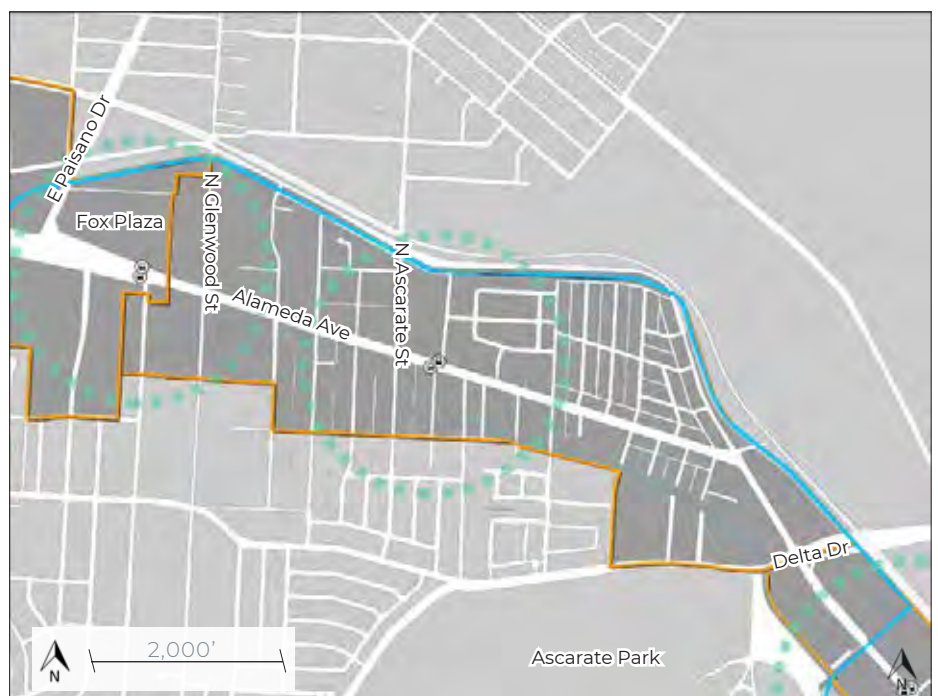 E Paisano Dr
Fox Plaza
N Glenwood St
Alameda Ave
N Ascarate St
Delta Dr
Ascarate Park
2,000'
N
N